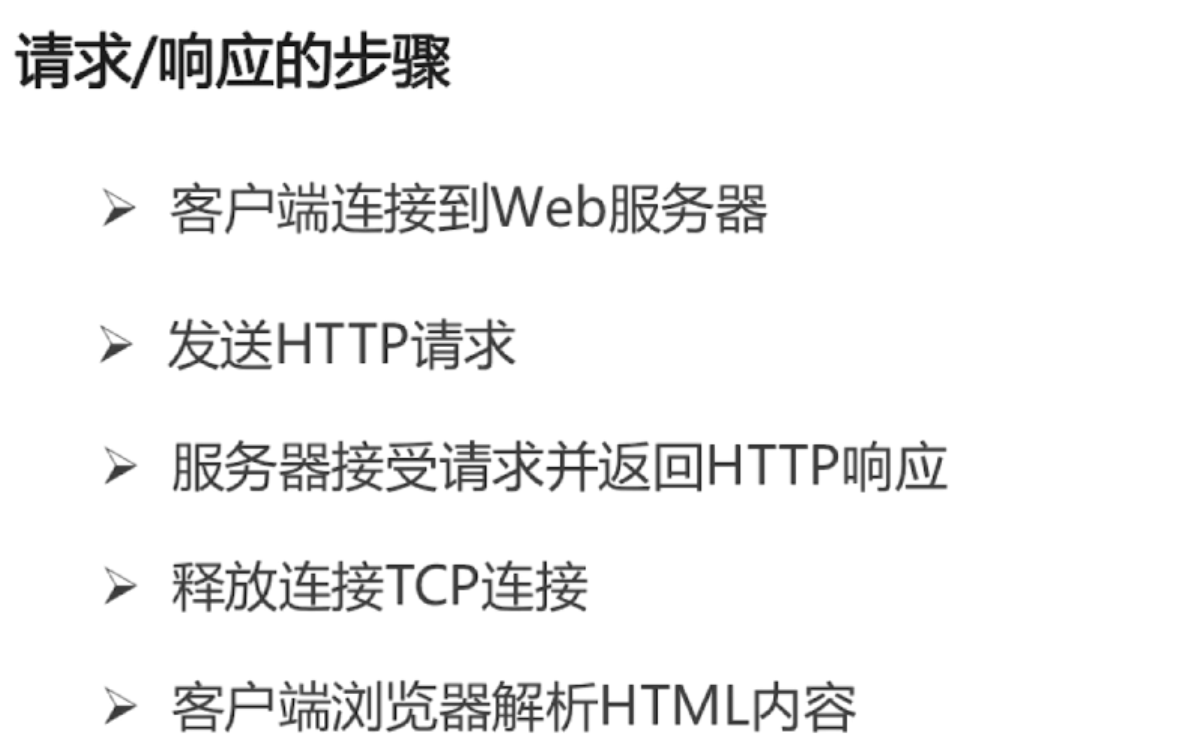 请求/响应的步骤
客户端连接到Web服务器
发送HTTP请求
服务器接受请求并返回HTTP响应
释放连接TCP连接
客户端浏览器解析HTML内容